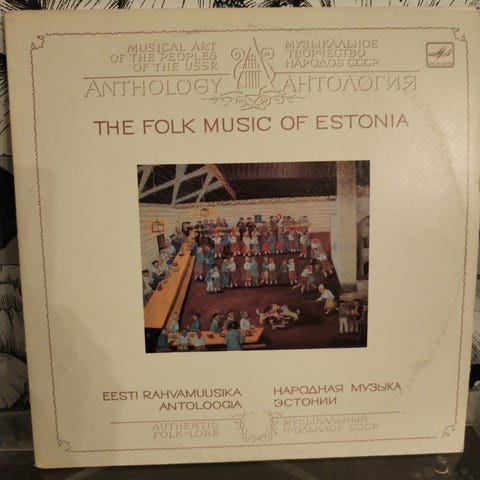 MUSICAL ART
OF THE PEOPLES
OF THE USSR
МУЗЫКАЛЬНОЕ
ТВОРЧЕСТВО
НАРОДОВ СССР
ANTHOLOGY АНТОЛОГИЯ
THE FOLK MUSIC OF ESTONIA
EESTI RAHVAMUUSIKA
ANTOLOOGIA
НАРОДНАЯ МУЗЫКА
ЭСТОНИИ
AUTHENTIC
FOLK-LORE
МУЗЫКАЛЬНЫЙ
ФОЛЬКЛОР СССР